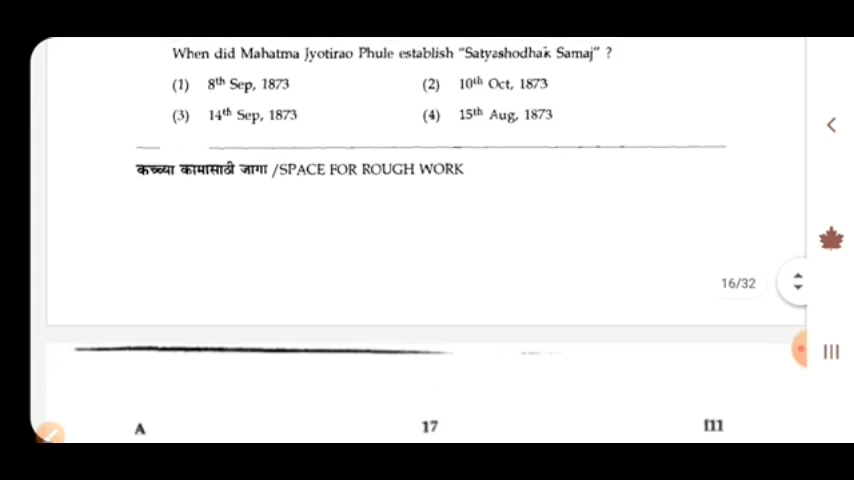 When did Mahatma Jyotirao Phule establish "Satyashodhak Samaj" ?
(1) 8th Sep, 1873 (2) 10th Oct, 1873
(3) 14th Sep, 1873 (4) 15th Aug, 1873
कच्च्या कामासाठी जागा /SPACE FOR ROUGH WORK
16/32
A 17 I11